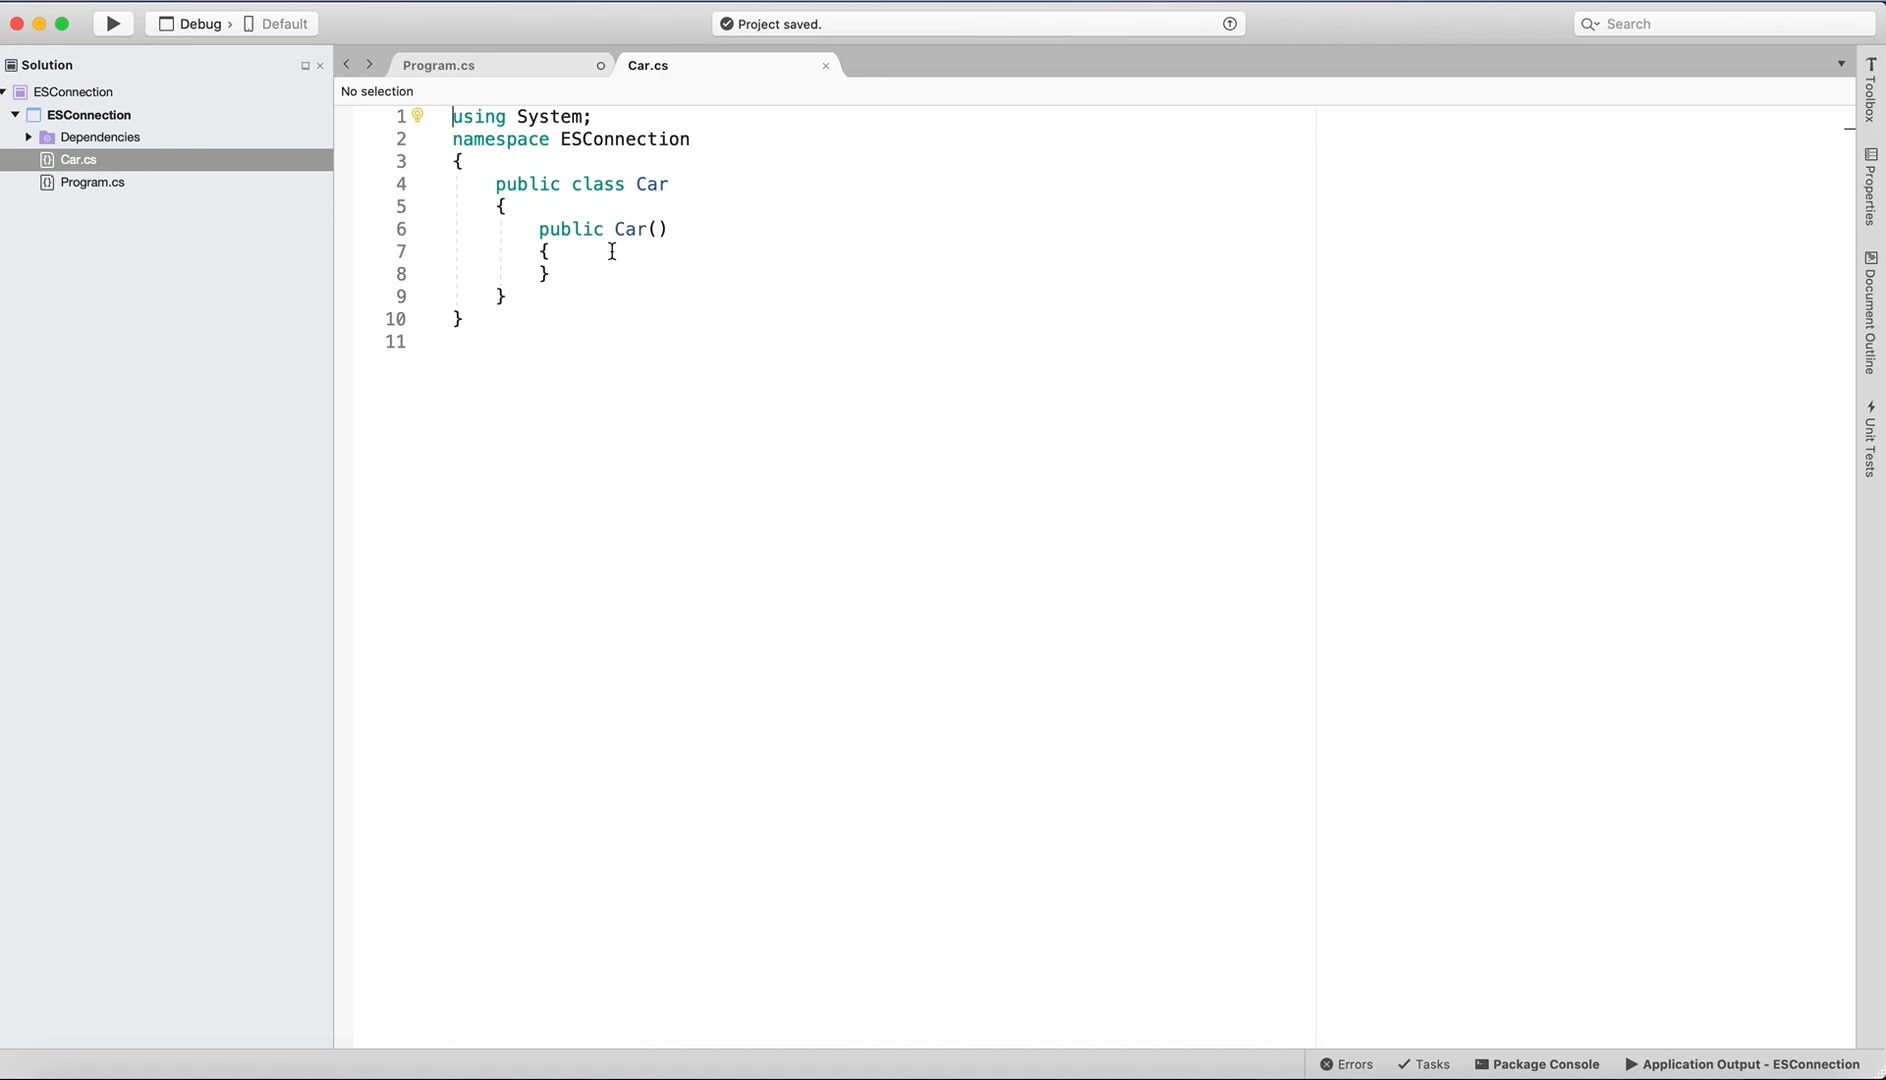 Debug › Default
Project saved.
Search
Solution
Program.cs
Car.cs
No selection
ESConnection
ESConnection
Dependencies
Car.cs
Program.cs
1 using System;
2 namespace ESConnection
3 {
4 public class Car
5 {
6 public Car()
7 {
8 }
9 }
10 }
11
Toolbox
Properties
Document Outline
Unit Tests
Errors
Tasks
Package Console
Application Output - ESConnection